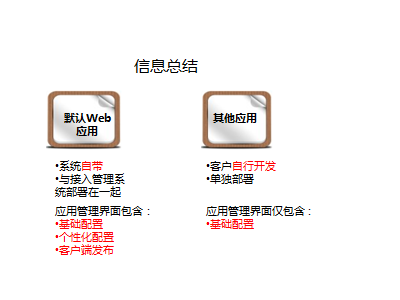 信息总结
默认Web
应用
•系统自带
•与接入管理系
统部署在一起
应用管理界面包含：
•基础配置
•个性化配置
•客户端发布
其他应用
•客户自行开发
•单独部署
应用管理界面仅包含：
•基础配置